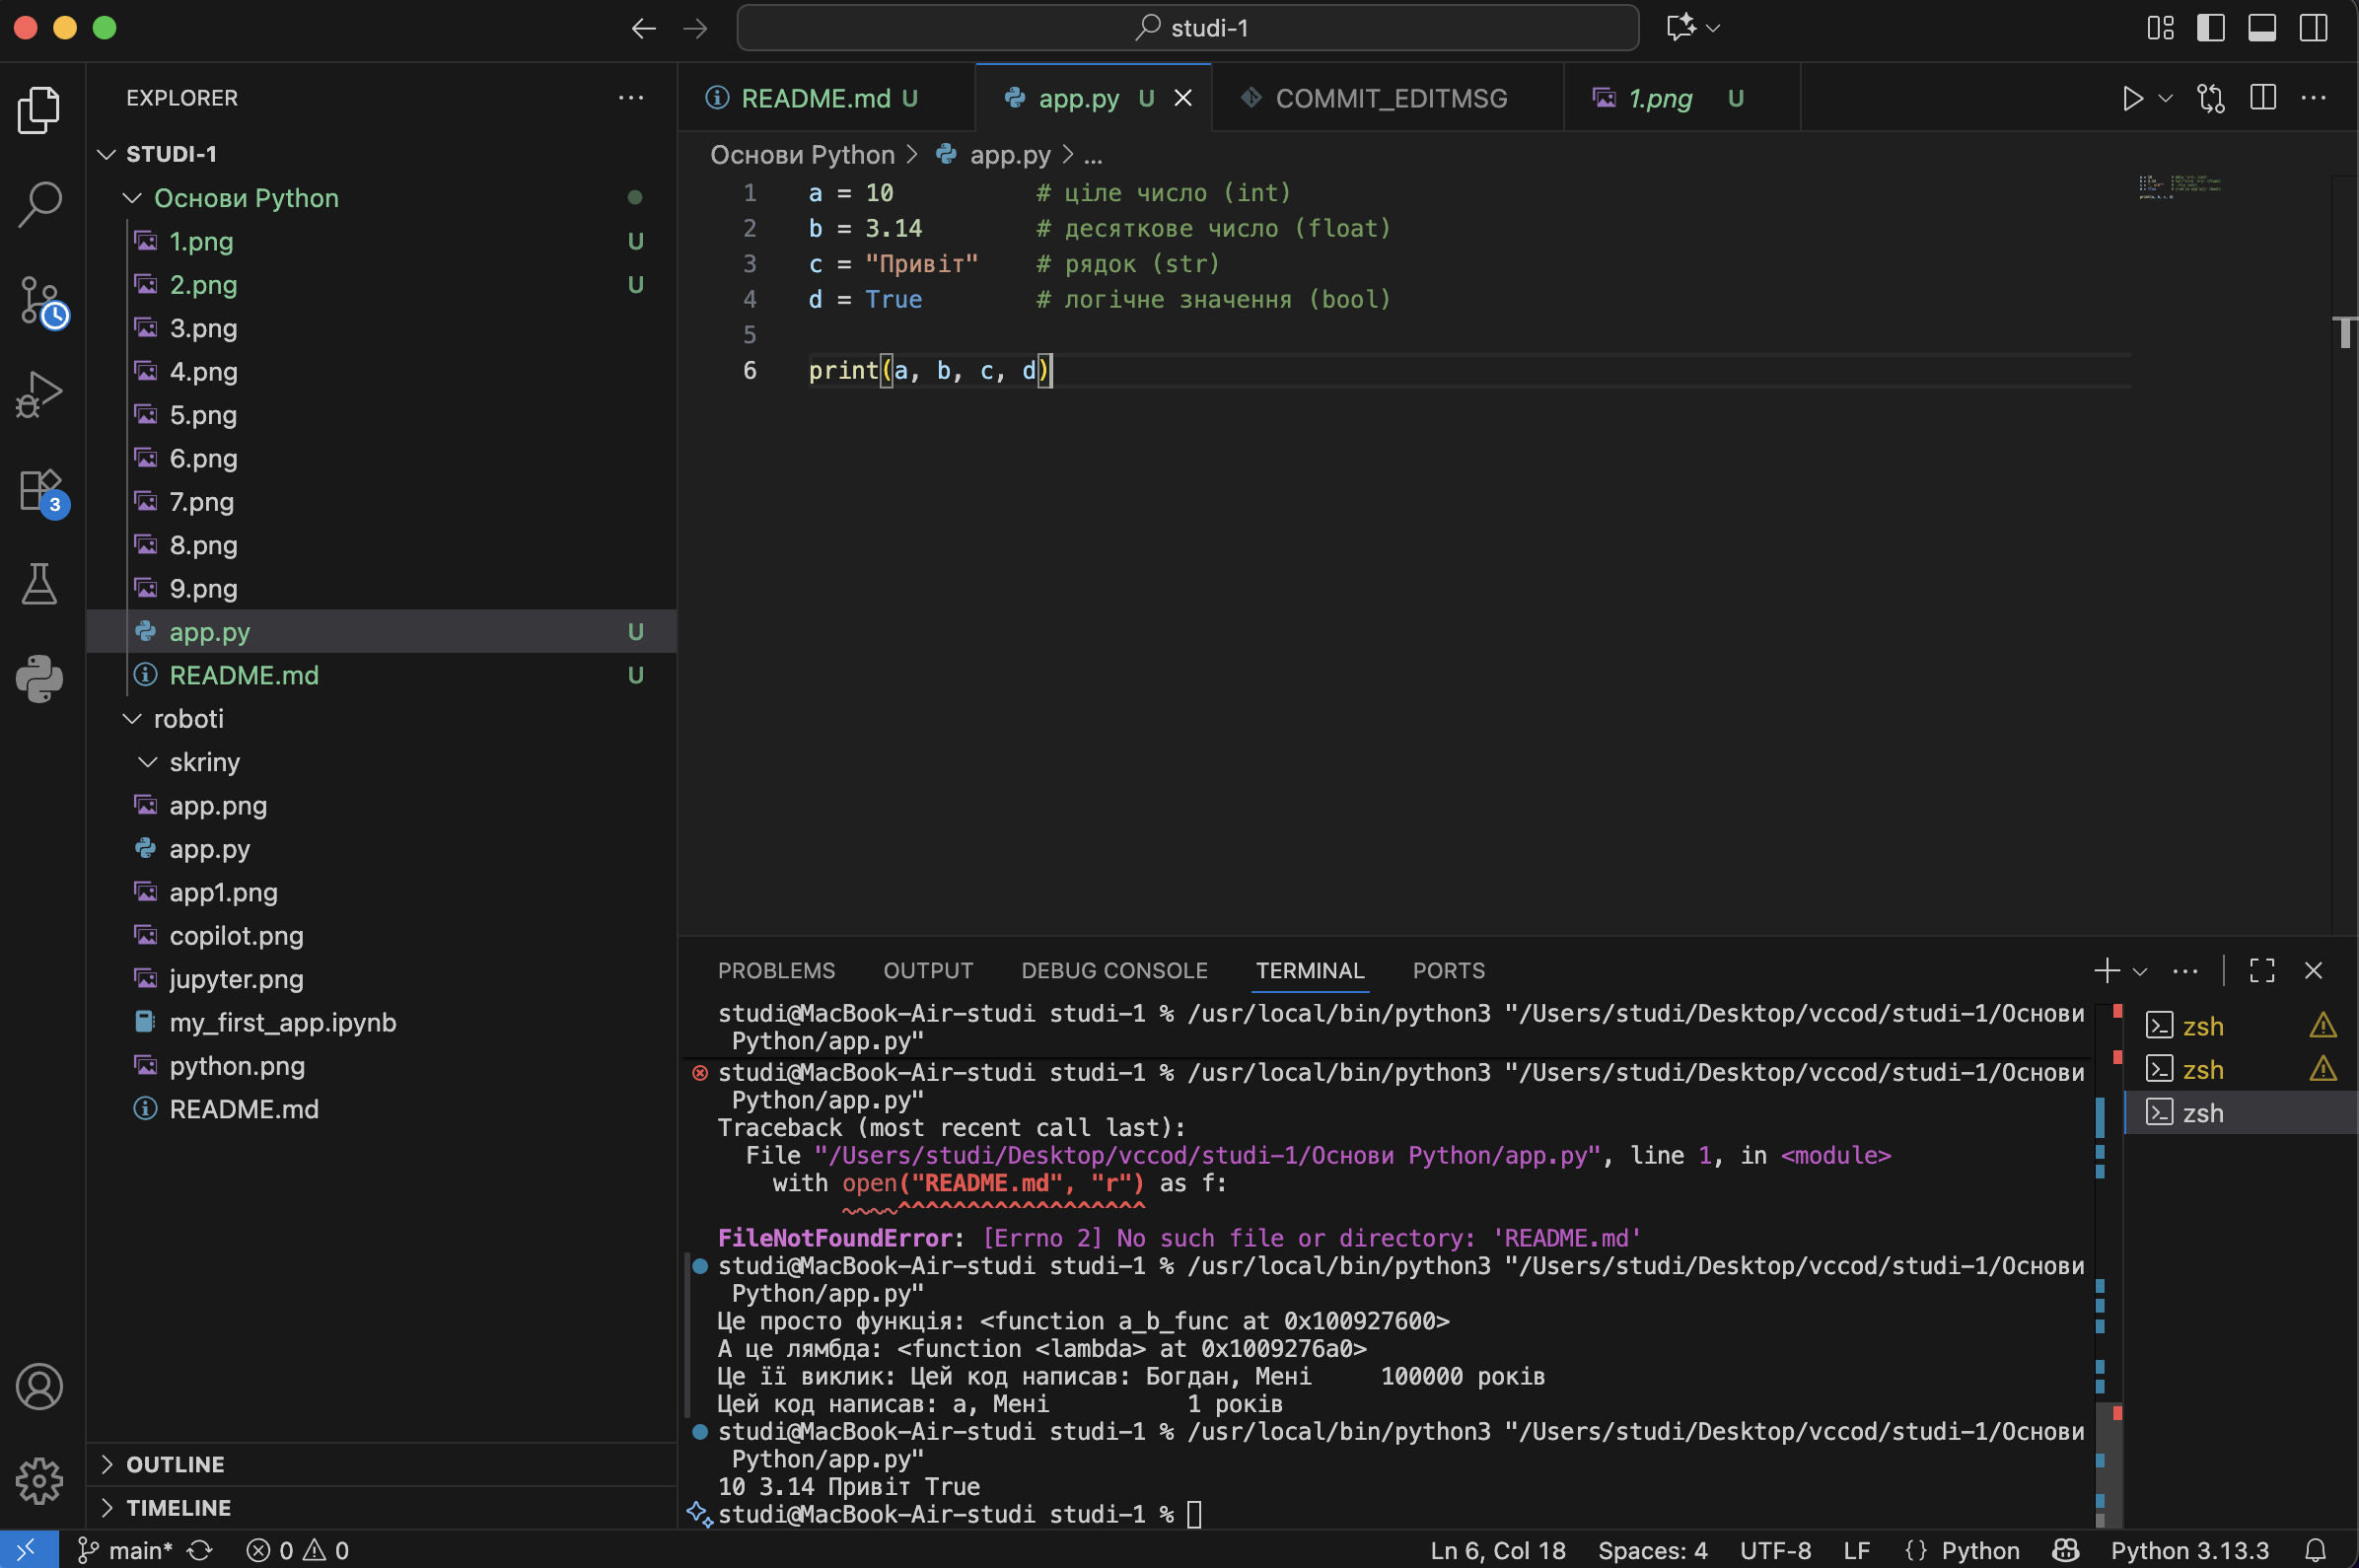 studi-1
EXPLORER
STUDI-1
Основи Python
1.png U
2.png U
3.png
4.png
5.png
6.png
7.png
8.png
9.png
app.py U
README.md U
roboti
skriny
app.png
app.py
app1.png
copilot.png
jupyter.png
my_first_app.ipynb
python.png
README.md
OUTLINE
TIMELINE
3
README.md U
app.py U
COMMIT_EDITMSG
1.png U
Основи Python > app.py > ...
1 a = 10 # ціле число (int)
2 b = 3.14 # десяткове число (float)
3 c = "Привіт" # рядок (str)
4 d = True # логічне значення (bool)
5
6 print(a, b, c, d)
PROBLEMS OUTPUT DEBUG CONSOLE TERMINAL PORTS
studi@MacBook-Air-studi studi-1 % /usr/local/bin/python3 "/Users/studi/Desktop/vccod/studi-1/Основи
Python/app.py"
studi@MacBook-Air-studi studi-1 % /usr/local/bin/python3 "/Users/studi/Desktop/vccod/studi-1/Основи
Python/app.py"
Traceback (most recent call last):
File "/Users/studi/Desktop/vccod/studi-1/Основи Python/app.py", line 1, in <module>
with open("README.md", "r") as f:
~~~~^^^^^^^^^^^^^^^^^^
FileNotFoundError: [Errno 2] No such file or directory: 'README.md'
studi@MacBook-Air-studi studi-1 % /usr/local/bin/python3 "/Users/studi/Desktop/vccod/studi-1/Основи
Python/app.py"
Це просто функція: <function a_b_func at 0x100927600>
А це лямбда: <function <lambda> at 0x1009276a0>
Це її виклик: Цей код написав: Богдан, Мені 100000 років
Цей код написав: a, Мені 1 років
studi@MacBook-Air-studi studi-1 % /usr/local/bin/python3 "/Users/studi/Desktop/vccod/studi-1/Основи
Python/app.py"
10 3.14 Привіт True
studi@MacBook-Air-studi studi-1 %
zsh
zsh
zsh
main* 0 0 Ln 6, Col 18 Spaces: 4 UTF-8 LF {} Python Python 3.13.3